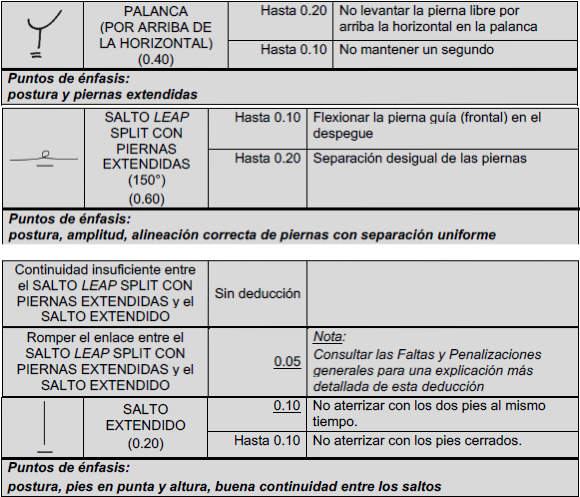 PALANCA
(POR ARRIBA DE
LA HORIZONTAL)
(0.40)
Hasta 0.20
No levantar la pierna libre por
arriba la horizontal en la palanca
Hasta 0.10
No mantener un segundo
Puntos de énfasis:
postura y piernas extendidas
SALTO LEAP
SPLIT CON
PIERNAS
EXTENDIDAS
(150°)
(0.60)
Hasta 0.10
Flexionar la pierna guía (frontal) en el
despegue
Hasta 0.20
Separación desigual de las piernas
Puntos de énfasis:
postura, amplitud, alineación correcta de piernas con separación uniforme
Continuidad insuficiente entre
el SALTO LEAP SPLIT CON
PIERNAS EXTENDIDAS y el
SALTO EXTENDIDO
Sin deducción
Romper el enlace entre el
SALTO LEAP SPLIT CON
PIERNAS EXTENDIDAS y el
SALTO EXTENDIDO
0.05
Nota:
Consultar las Faltas y Penalizaciones
generales para una explicación más
detallada de esta deducción
SALTO
EXTENDIDO
(0.20)
0.10
No aterrizar con los dos pies al mismo
tiempo.
Hasta 0.10
No aterrizar con los pies cerrados.
Puntos de énfasis:
postura, pies en punta y altura, buena continuidad entre los saltos